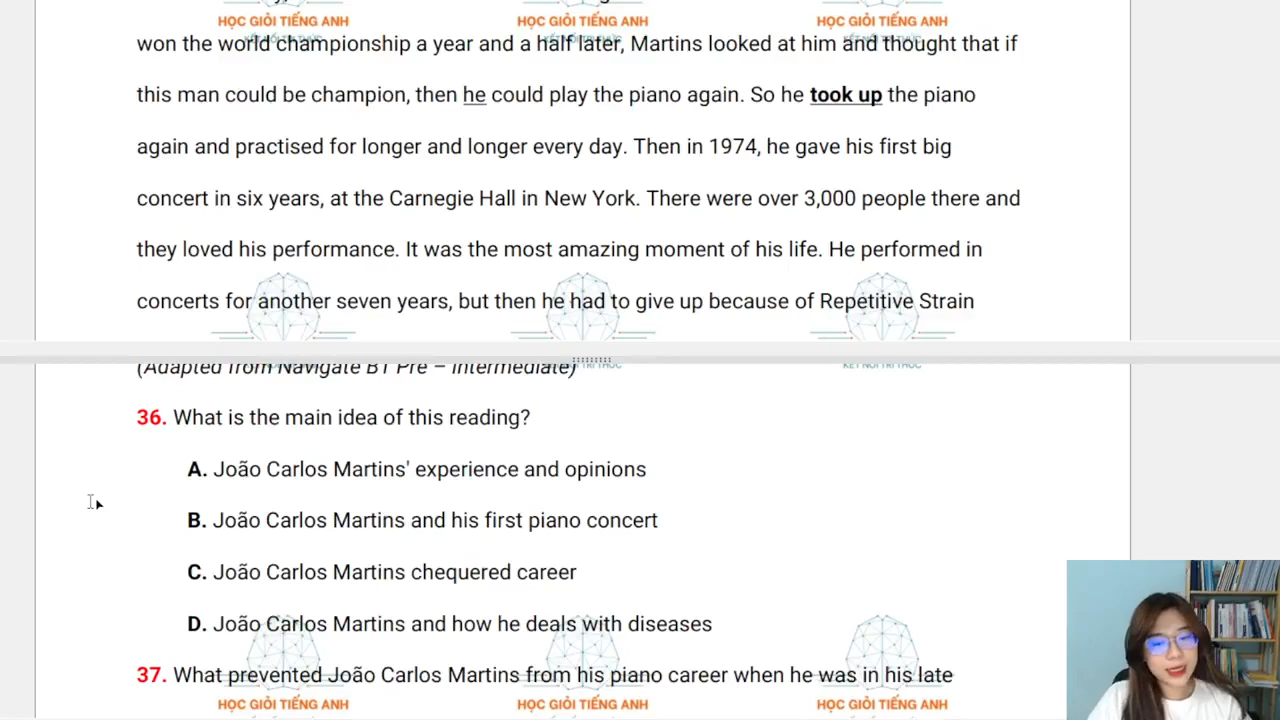 HỌC GIỎI TIẾNG ANH HỌC GIỎI TIẾNG ANH HỌC GIỎI TIẾNG ANH
won the world championship a year and a half later, Martins looked at him and thought that if
this man could be champion, then he could play the piano again. So he took up the piano
again and practised for longer and longer every day. Then in 1974, he gave his first big
concert in six years, at the Carnegie Hall in New York. There were over 3,000 people there and
they loved his performance. It was the most amazing moment of his life. He performed in
concerts for another seven years, but then he had to give up because of Repetitive Strain
(Adapted from Navigate B1 Pre – Intermediate)
36. What is the main idea of this reading?
A. João Carlos Martins' experience and opinions
B. João Carlos Martins and his first piano concert
C. João Carlos Martins chequered career
D. João Carlos Martins and how he deals with diseases
37. What prevented João Carlos Martins from his piano career when he was in his late
HỌC GIỎI TIẾNG ANH HỌC GIỎI TIẾNG ANH HỌC GIỎI TIẾNG ANH